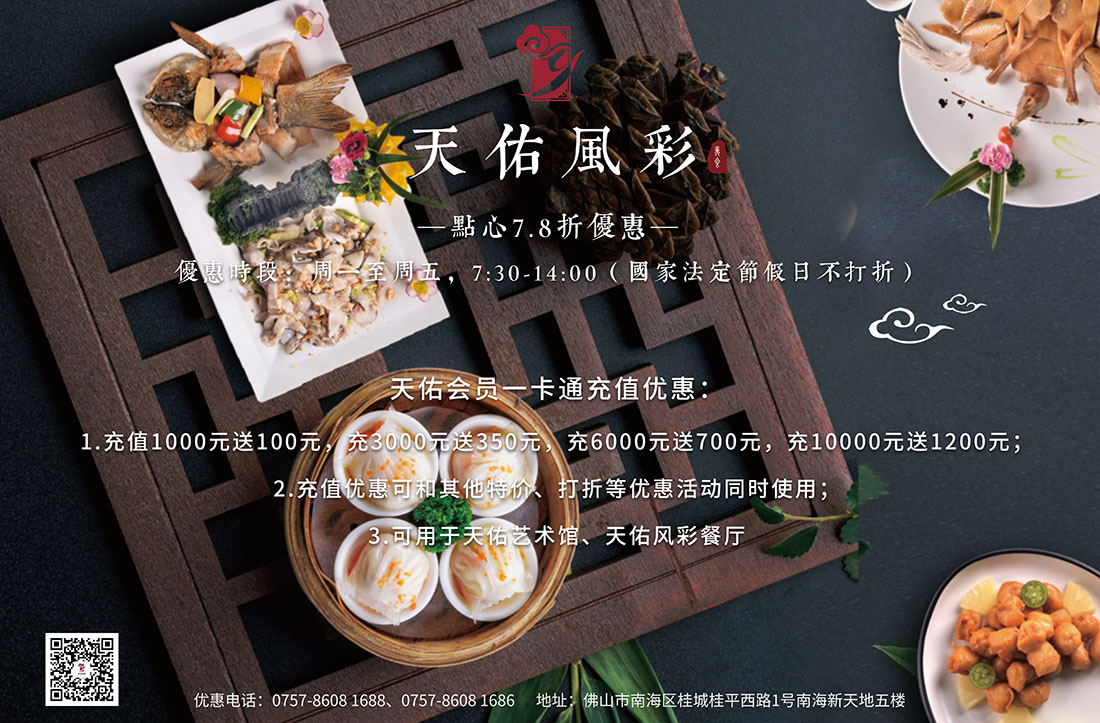 天佑風彩
美食
—點心7.8折優惠—
優惠時段：周一至周五，7:30-14:00（國家法定節假日不打折）
天佑会员一卡通充值优惠：
1.充值1000元送100元，充3000元送350元，充6000元送700元，充10000元送1200元；
2.充值优惠可和其他特价、打折等优惠活动同时使用；
3.可用于天佑艺术馆、天佑风彩餐厅
优惠电话：0757-8608 1688、0757-8608 1686 地址：佛山市南海区桂城桂平西路1号南海新天地五楼